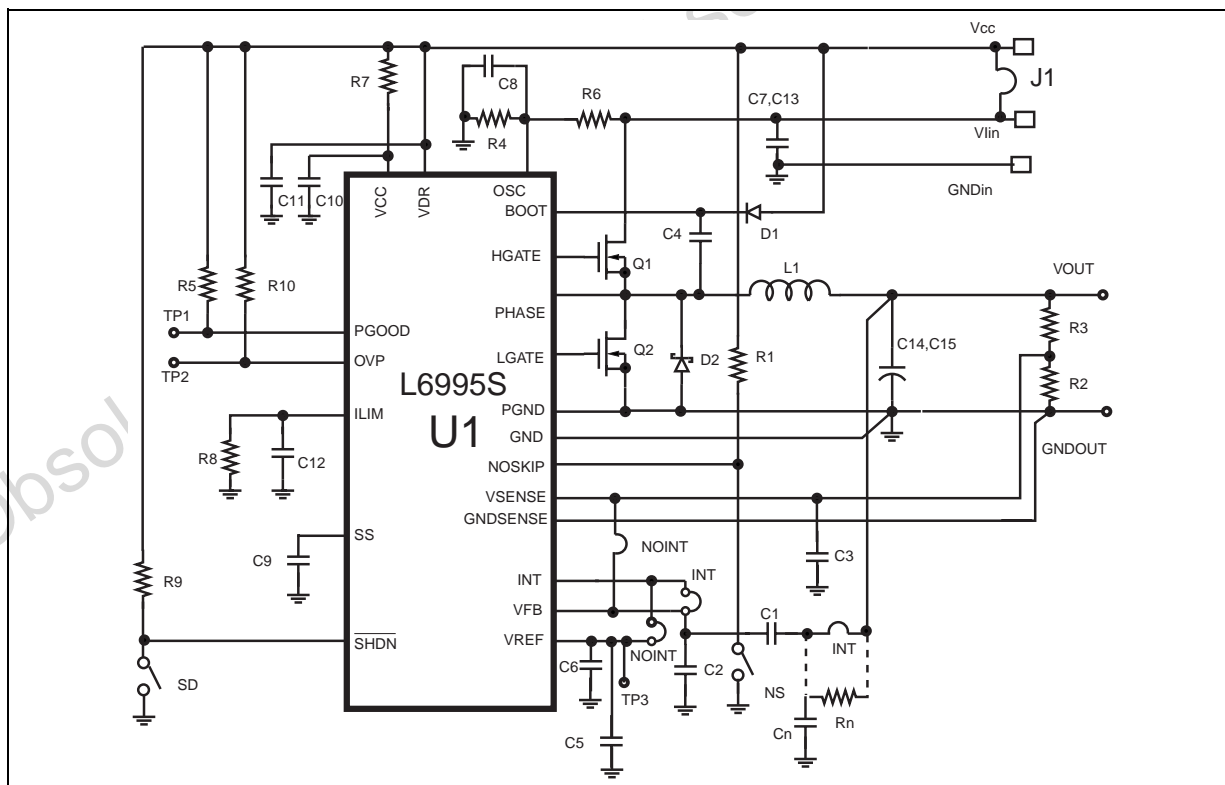 Vcc
J1
R7
C8
R6
C7,C13
VIin
R4
GNDin
C11
C10
VCC
VDR
OSC
BOOT
D1
C4
HGATE
Q1
L1
VOUT
R5
R10
TP1
PGOOD
PHASE
R3
TP2
OVP
LGATE
Q2
D2
R1
C14,C15
R2
L6995S
U1
ILIM
PGND
GND
GNDOUT
R8
C12
NOSKIP
VSENSE
GNDSENSE
SS
C9
NOINT
C3
R9
INT
INT
VFB
C1
SHDN
VREF
NOINT
INT
C6
C2
NS
TP3
SD
Rn
Cn
C5
Obsol